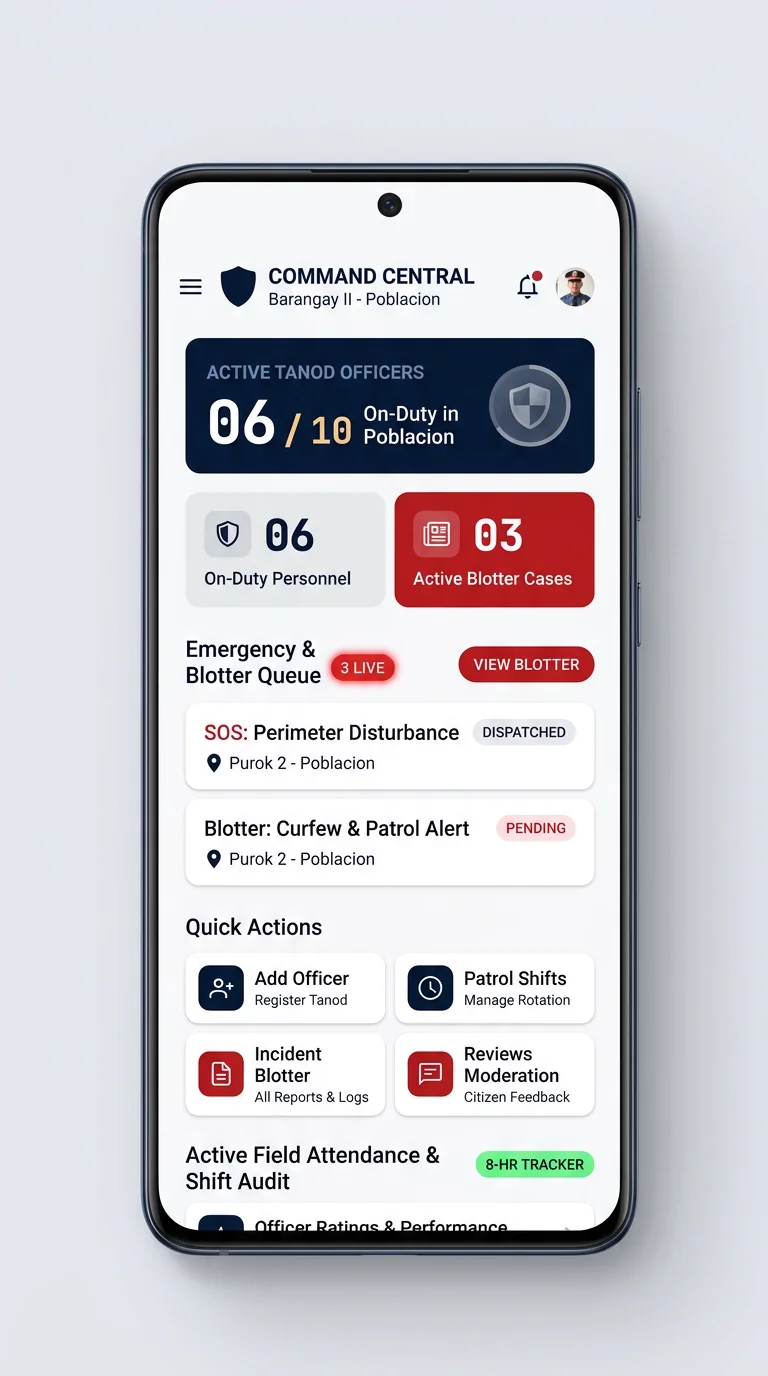 COMMAND CENTRAL
Barangay II - Poblacion
ACTIVE TANOD OFFICERS
06 / 10 On-Duty in
Poblacion
06
On-Duty Personnel
03
Active Blotter Cases
Emergency &
Blotter Queue
3 LIVE
VIEW BLOTTER
SOS: Perimeter Disturbance
DISPATCHED
Purok 2 - Poblacion
Blotter: Curfew & Patrol Alert
PENDING
Purok 2 - Poblacion
Quick Actions
Add Officer
Register Tanod
Patrol Shifts
Manage Rotation
Incident
Blotter
All Reports & Logs
Reviews
Moderation
Citizen Feedback
Active Field Attendance &
Shift Audit
8-HR TRACKER
Officer Ratings & Performance